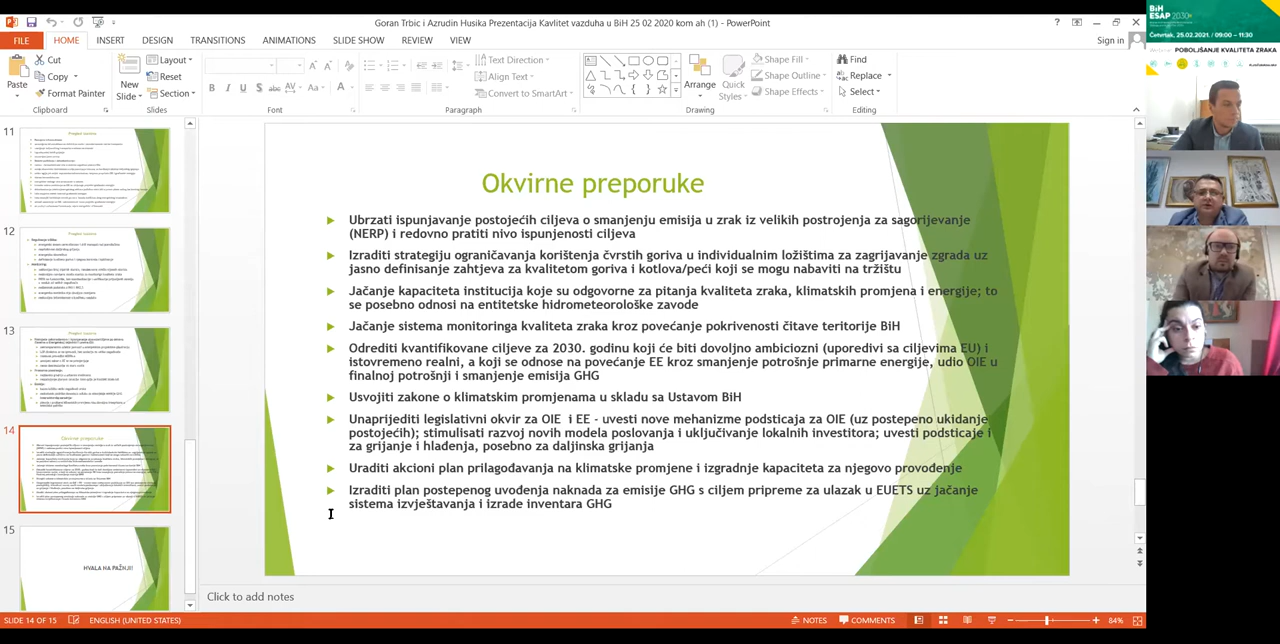 Goran Trbic i Azrudin Husika Prezentacija Kavlitet vazduha u BiH 25 02 2020 kom ah (1) - PowerPoint
FILE HOME INSERT DESIGN TRANSITIONS ANIMATIONS SLIDE SHOW REVIEW
Sign in
Paste
Cut
Copy
Format Painter
Clipboard
New Slide
Layout
Reset
Section
Slides
Font
Text Direction
Align Text
Convert to SmartArt
Paragraph
Arrange
Quick Styles
Shape Fill
Shape Outline
Shape Effects
Drawing
Find
Replace
Select
Editing
11
12
13
14
Okvirne preporuke
15
HVALA NA PAŽNJI!
Okvirne preporuke
Ubrzati ispunjavanje postojećih ciljeva o smanjenju emisija u zrak iz velikih postrojenja za sagorijevanje
(NERP) i redovno pratiti nivo ispunjenosti ciljeva
Izraditi strategiju ograničavanja korištenja čvrstih goriva u individualnim ložištima za zagrijavanje zgrada uz
jasno definisanje zahtjeva za kvalitetom goriva i kotlova/peći koji se mogu nabaviti na tržištu
Jačanje kapaciteta institucija koje su odgovorne za pitanja kvaliteta zraka, klimatskih promjena i energije; to
se posebno odnosi na entitetske hidrometeorološke zavode
Jačanje sistema monitoringa kvaliteta zraka kroz povećanje pokrivenosti čitave teritorije BiH
Odrediti kvantifikovane ciljeve za 2030. godinu koji će biti dovoljno ambiciozni (uporedivi sa ciljevima EU) i
istovremeno realni, a koji se odnose na povećanje EE kroz smanjenje potrošnje primarne energije, udio OIE u
finalnoj porošnji i smanjenje emisija GHG
Usvojiti zakone o klimatskim promjenama u skladu sa Ustavom BiH
Unaprijediti legislativni okvir za OIE i EE - uvesti nove mehanizme podsticaja za OIE (uz postepeno ukidanje
postojećih); stimulisati razvoj novih modela poslovanja i uključivanje lokalnih investitora; uvesti podsticaje i
za grijanje i hlađenja, posebno za daljinska grijanja
Izraditi akcioni plan prilagođavanja na klimatske promjene i izgradnja kapaciteta za njegovo provođenje
Izraditi plan postepenog uvođenja naknada za emisije GHG s ciljem pripreme za ulazak u EUETS uz jačanje
sistema izvještavanja i izrade inventara GHG
Click to add notes
SLIDE 14 OF 15 ENGLISH (UNITED STATES) NOTES COMMENTS 84%
BiH
ESAP 2030+
Četvrtak, 25.02.2021. / 09:00 - 11:30
POBOLJŠANJE KVALITETA ZRAKA